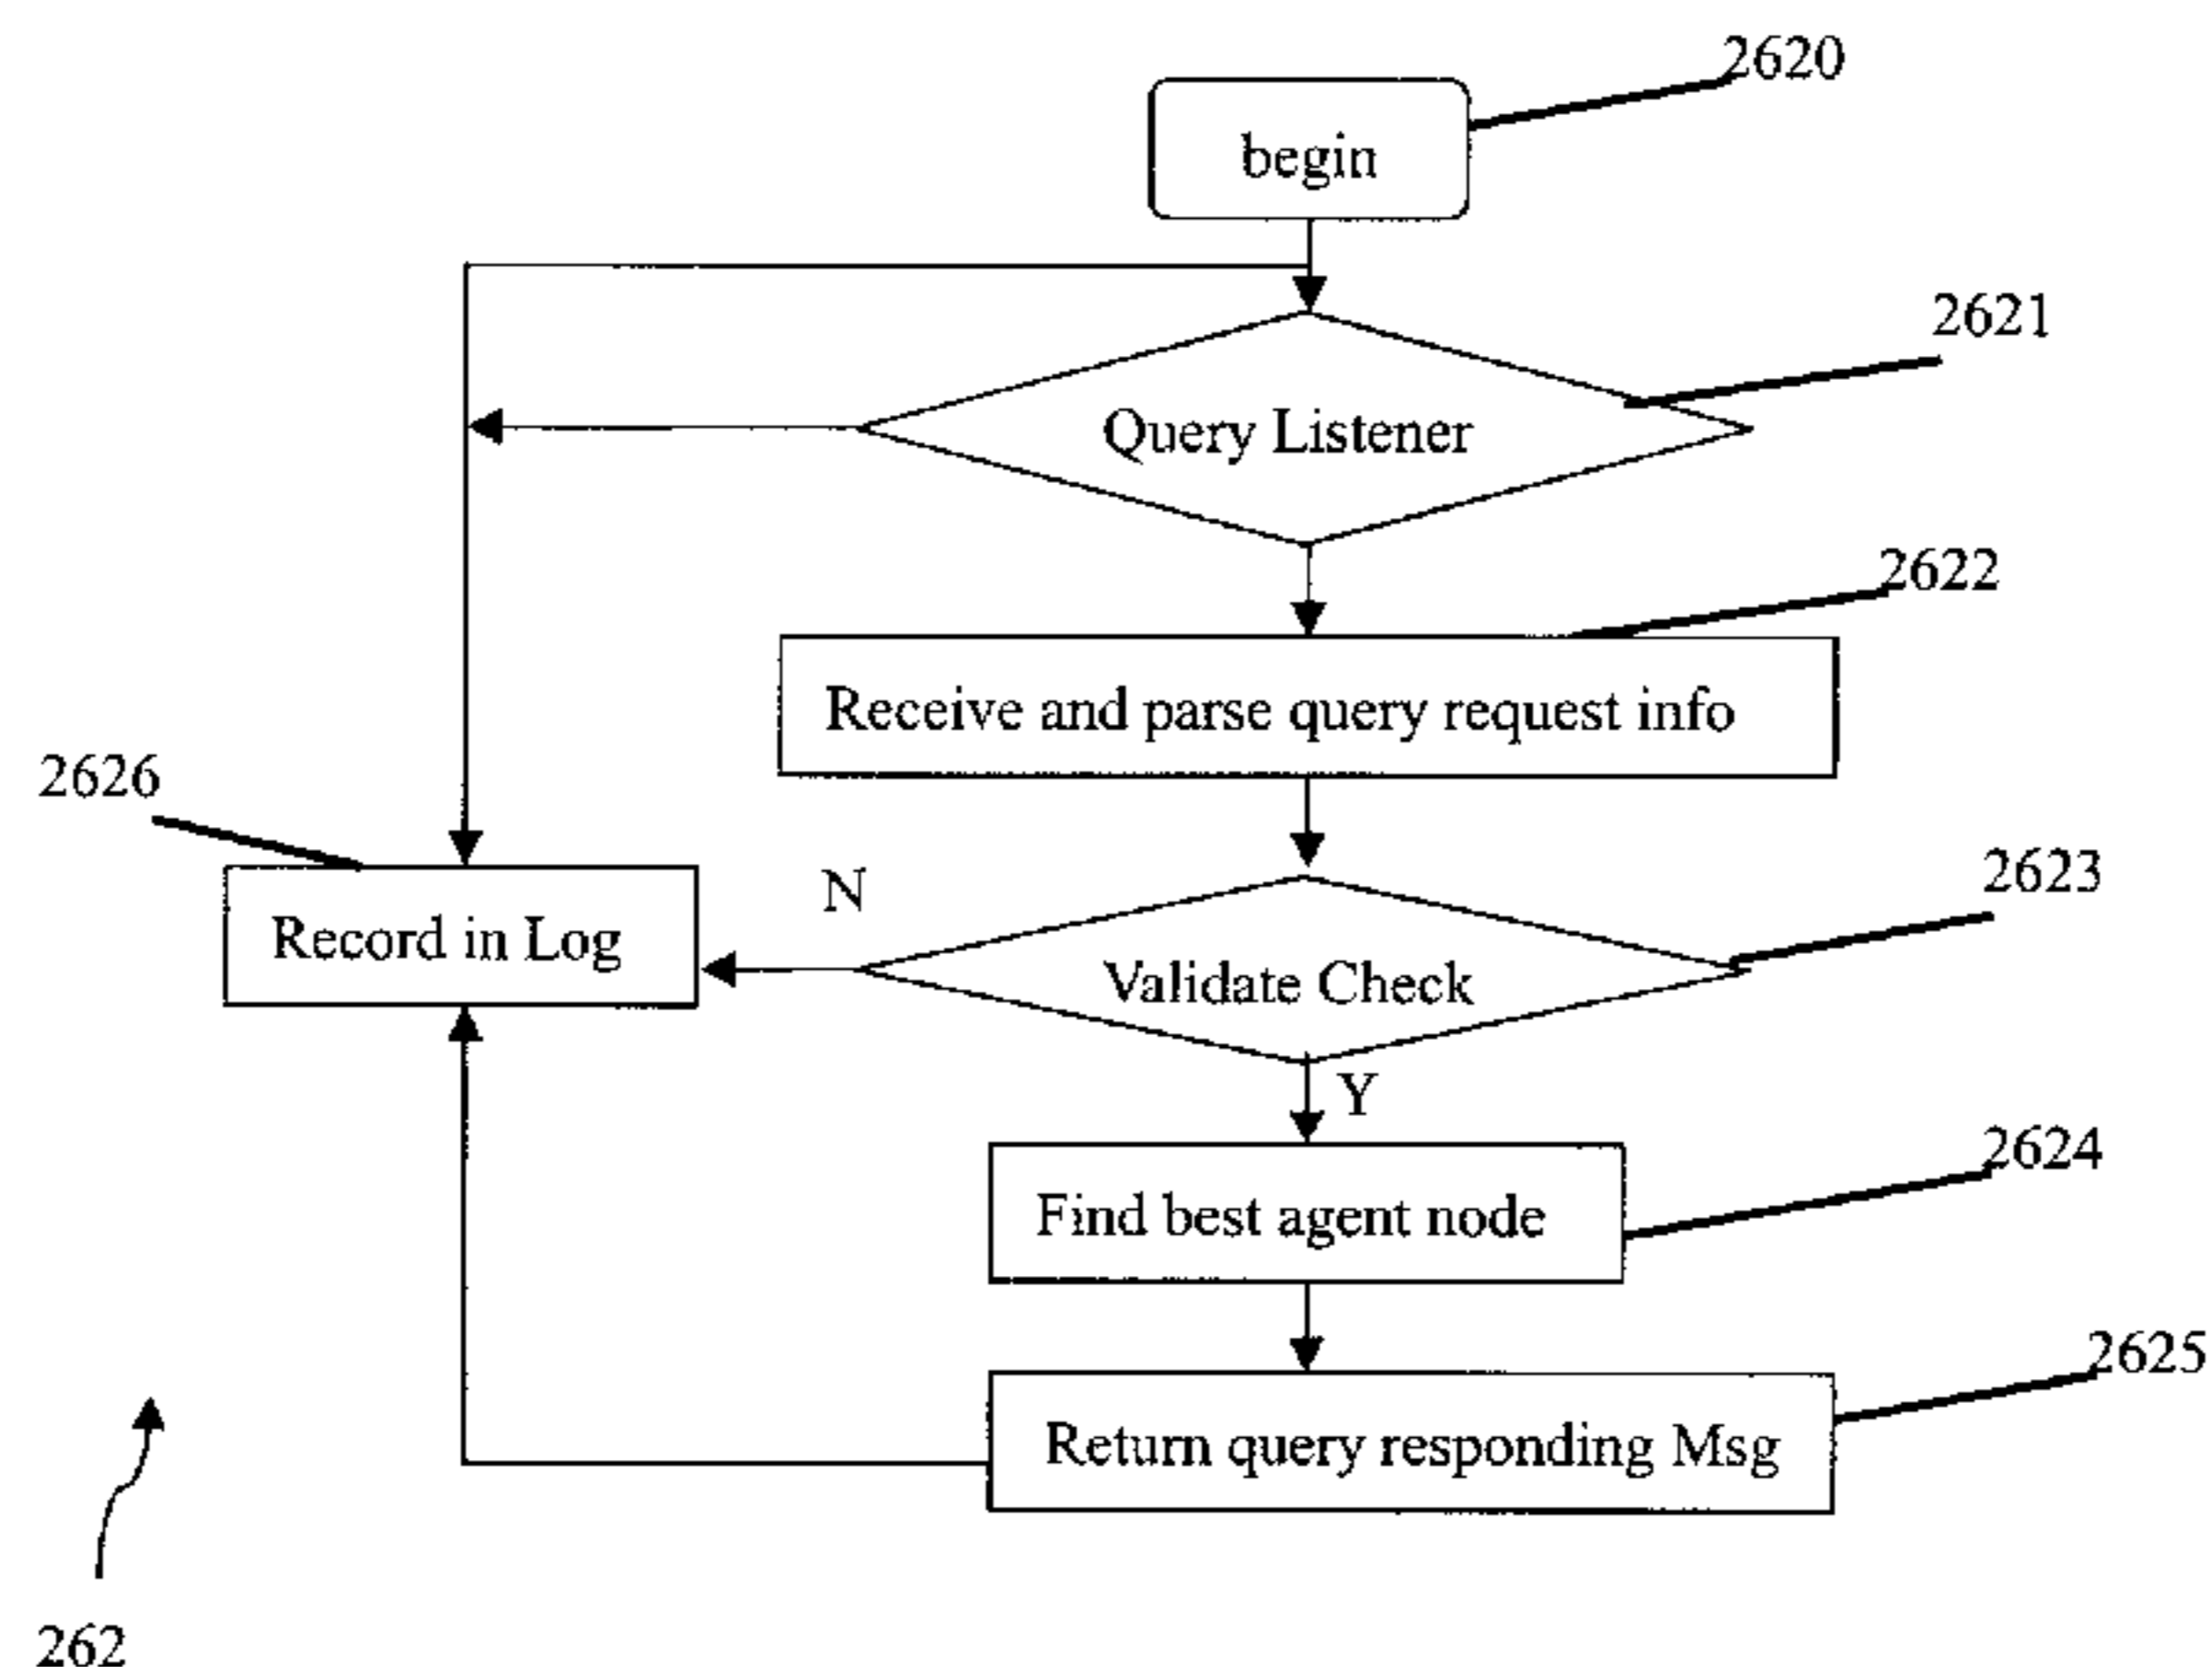 2620
begin
2621
Query Listener
2622
Receive and parse query request info
2626
2623
N
Record in Log
Validate Check
Y
2624
Find best agent node
2625
Return query responding Msg
262